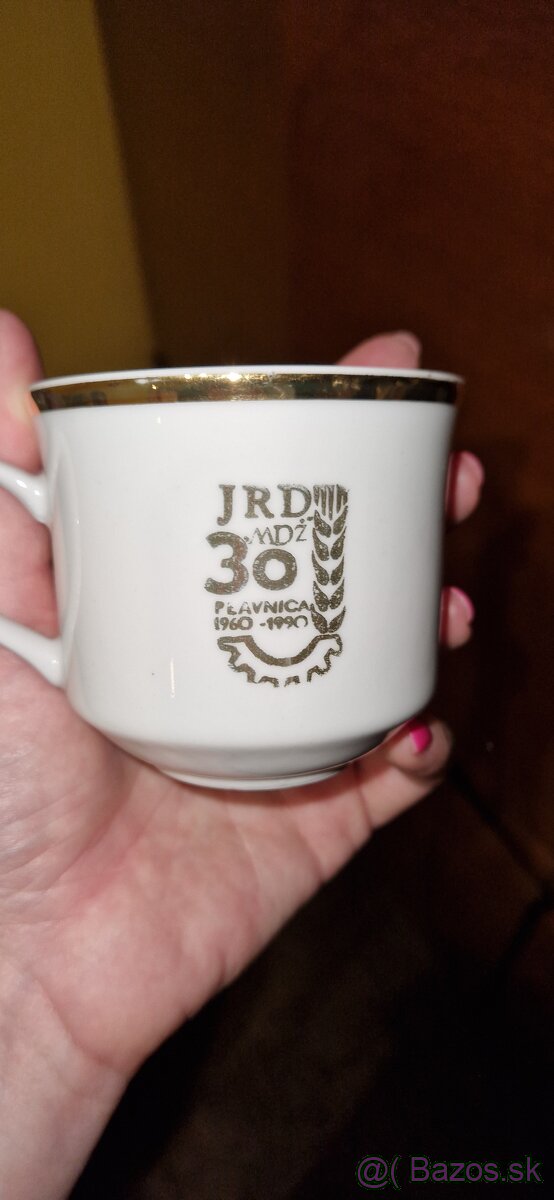 JRD
MDŽ
30
PLAVNICA
1960-1990
@( Bazos.sk